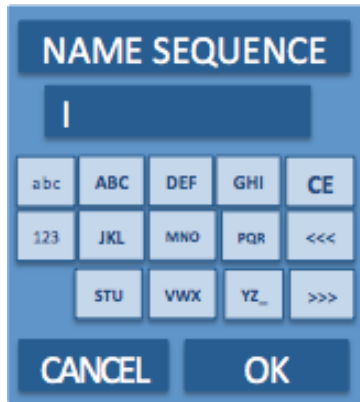 NAME SEQUENCE
abc ABC DEF GHI CE
123 JKL MNO PQR <<<
STU VWX YZ_ >>>
CANCEL OK